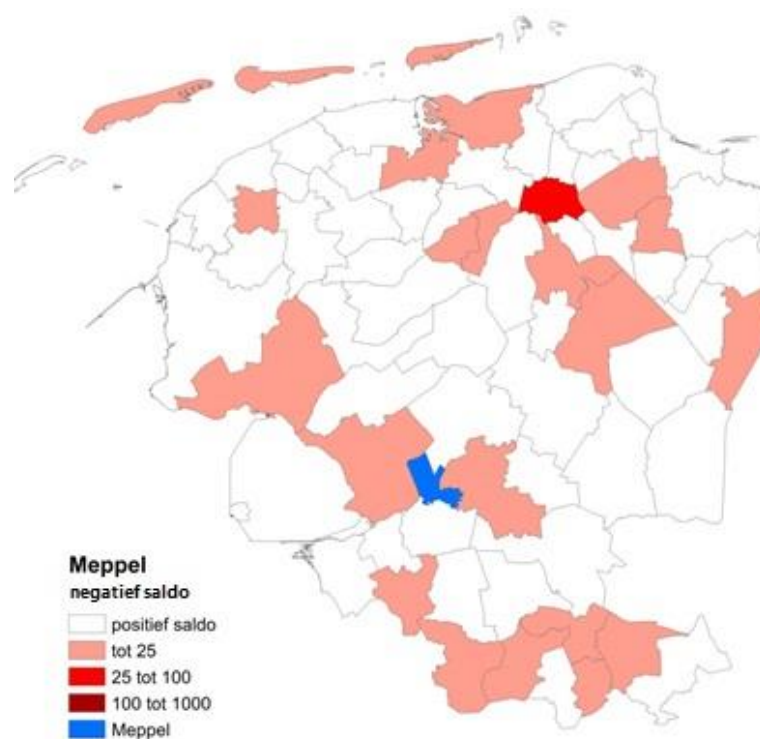 Meppel
negatief saldo
positief saldo
tot 25
25 tot 100
100 tot 1000
Meppel